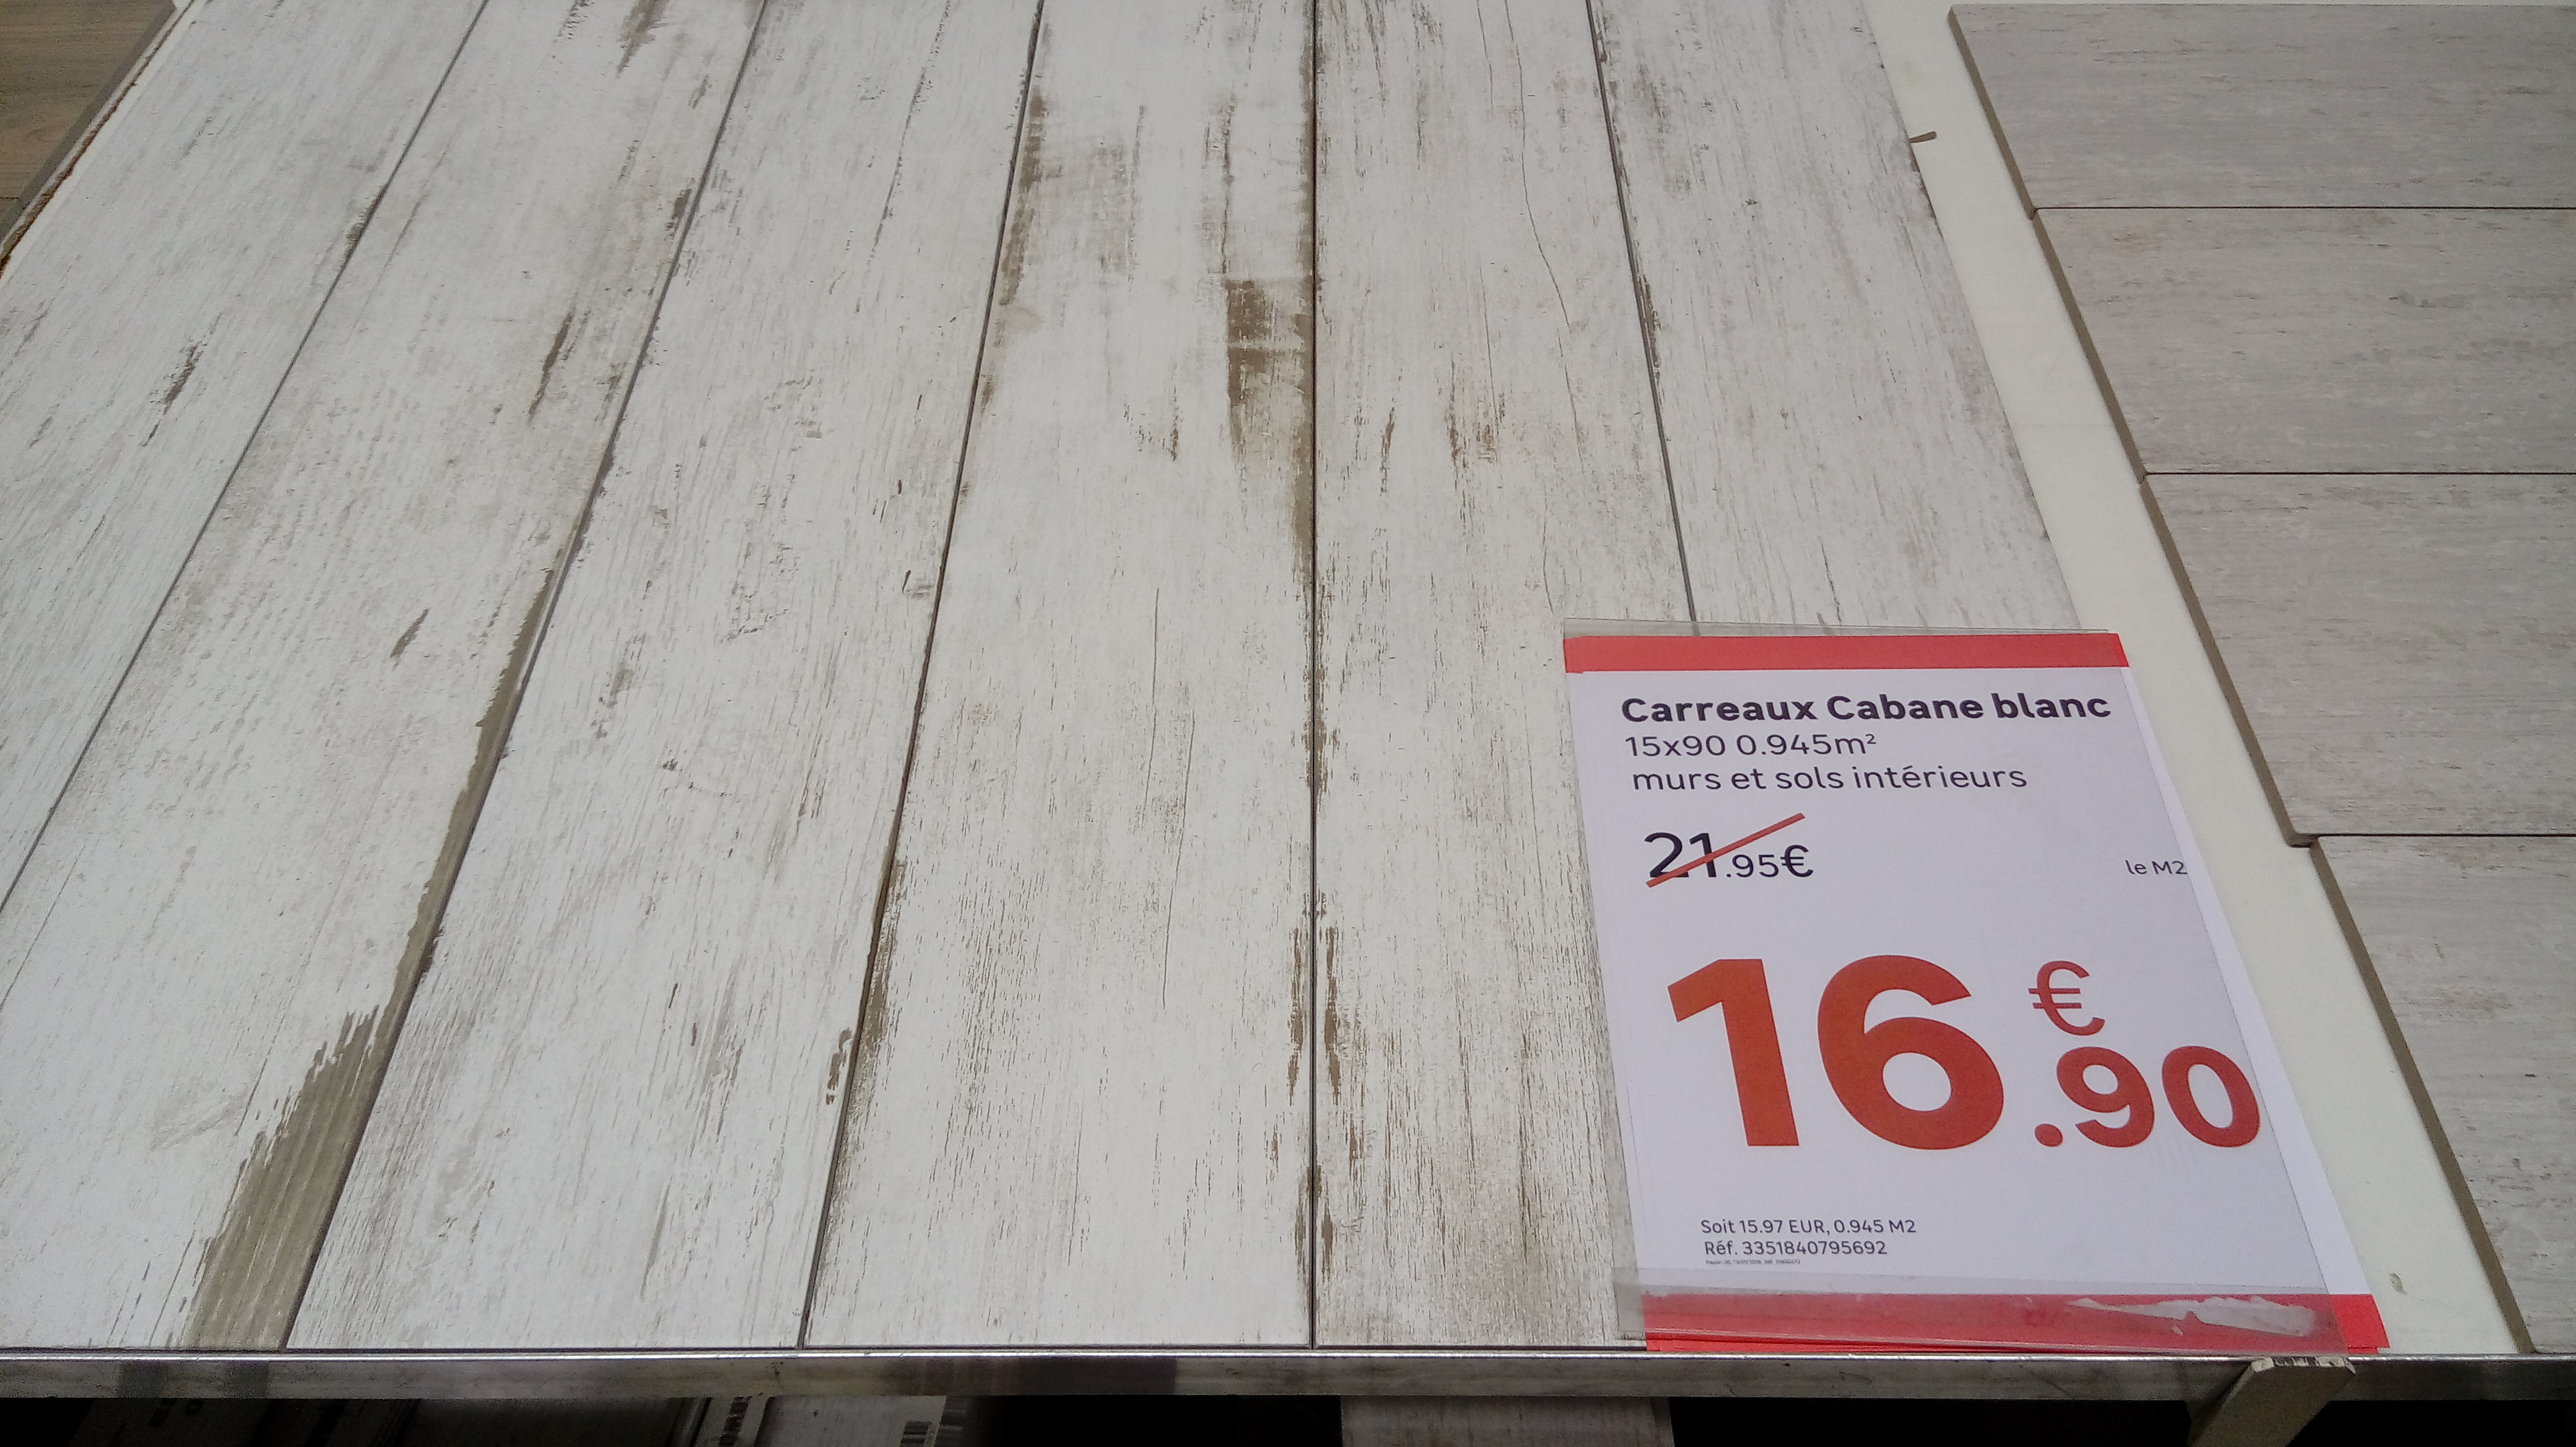 Carreaux Cabane blanc
15x90 0.945m²
murs et sols intérieurs
21.95€
le M2
16€.90
Soit 15.97 EUR, 0.945 M2
Réf. 3351840795692